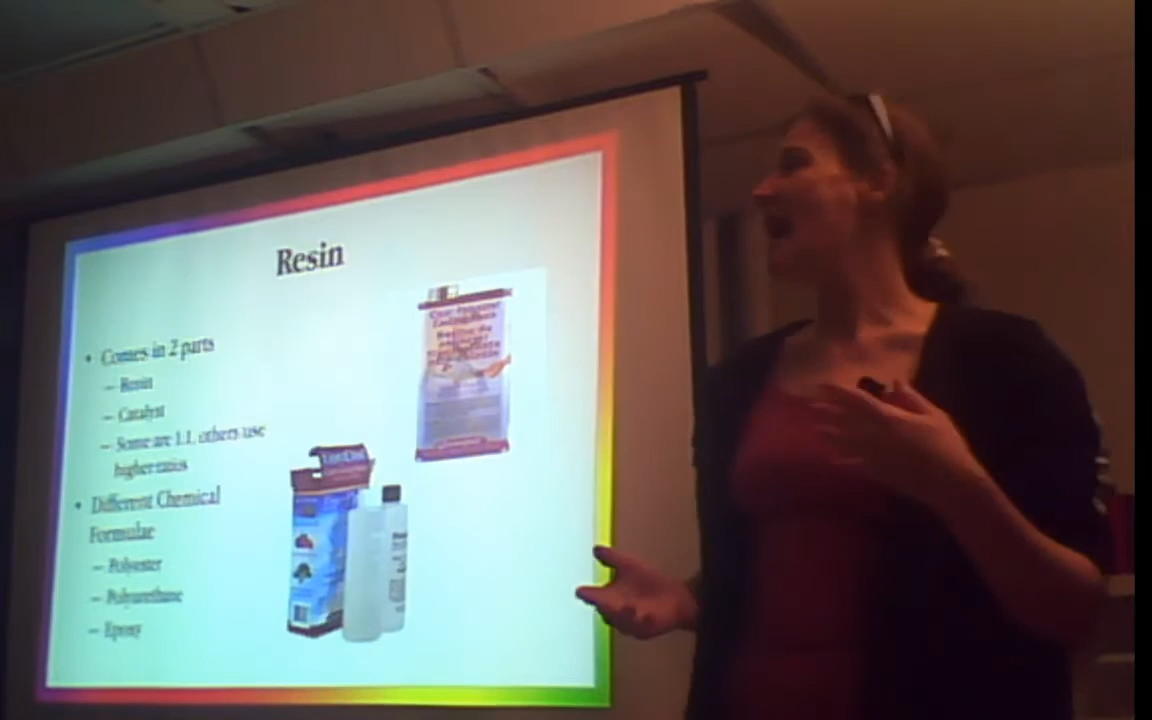 Resin
• Comes in 2 parts
– Resin
– Catalyst
– Some are 1:1, others use
higher ratios
• Different Chemical
Formulae
– Polyester
– Polyurethane
– Epoxy